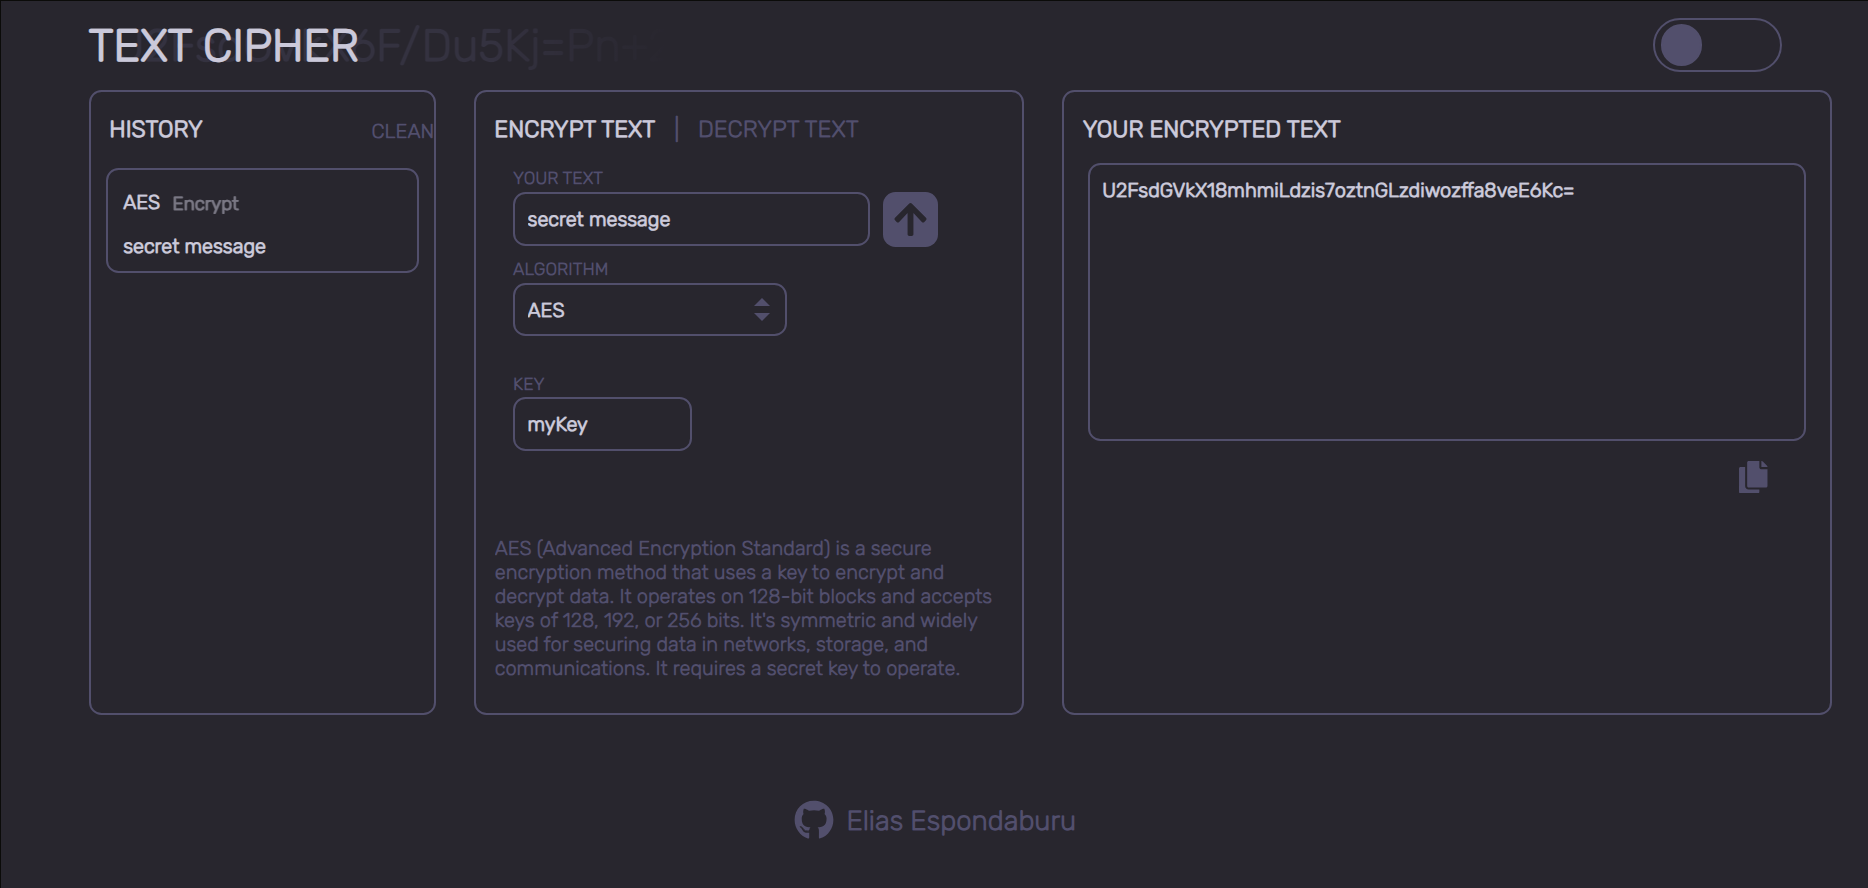 TEXT CIPHER
HISTORY
CLEAN
AES Encrypt
secret message
ENCRYPT TEXT | DECRYPT TEXT
YOUR TEXT
secret message
ALGORITHM
AES
KEY
myKey
AES (Advanced Encryption Standard) is a secure
encryption method that uses a key to encrypt and
decrypt data. It operates on 128-bit blocks and accepts
keys of 128, 192, or 256 bits. It's symmetric and widely
used for securing data in networks, storage, and
communications. It requires a secret key to operate.
YOUR ENCRYPTED TEXT
U2FsdGVkX18mhmiLdzis7oztnGLzdiwozffa8veE6Kc=
Elias Espondaburu